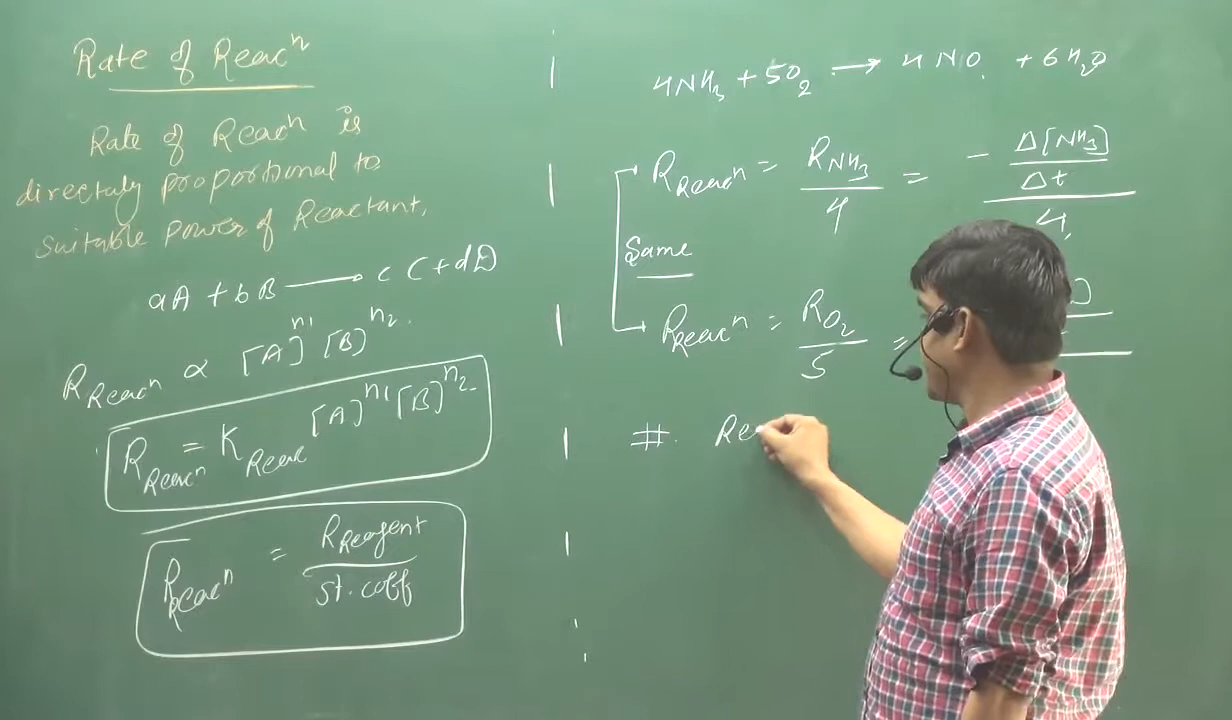 Rate of Reacⁿ
Rate of Reacⁿ is
directaly proportional to
suitable power of Reactant,
aA + bB ⟶ cC + dD
R_Reacⁿ ∝ [A]^n1 [B]^n2.
R_Reacⁿ = K_Reac [A]^n1 [B]^n2
R_Reacⁿ = R_Reagent / st. coff
4NH₃ + 5O₂ ⟶ 4NO + 6H₂O
R_Reacⁿ = R_NH₃ / 4 = - Δ[NH₃]/Δt / 4
Same
R_Reacⁿ = R_O₂ / 5 =
#. Re